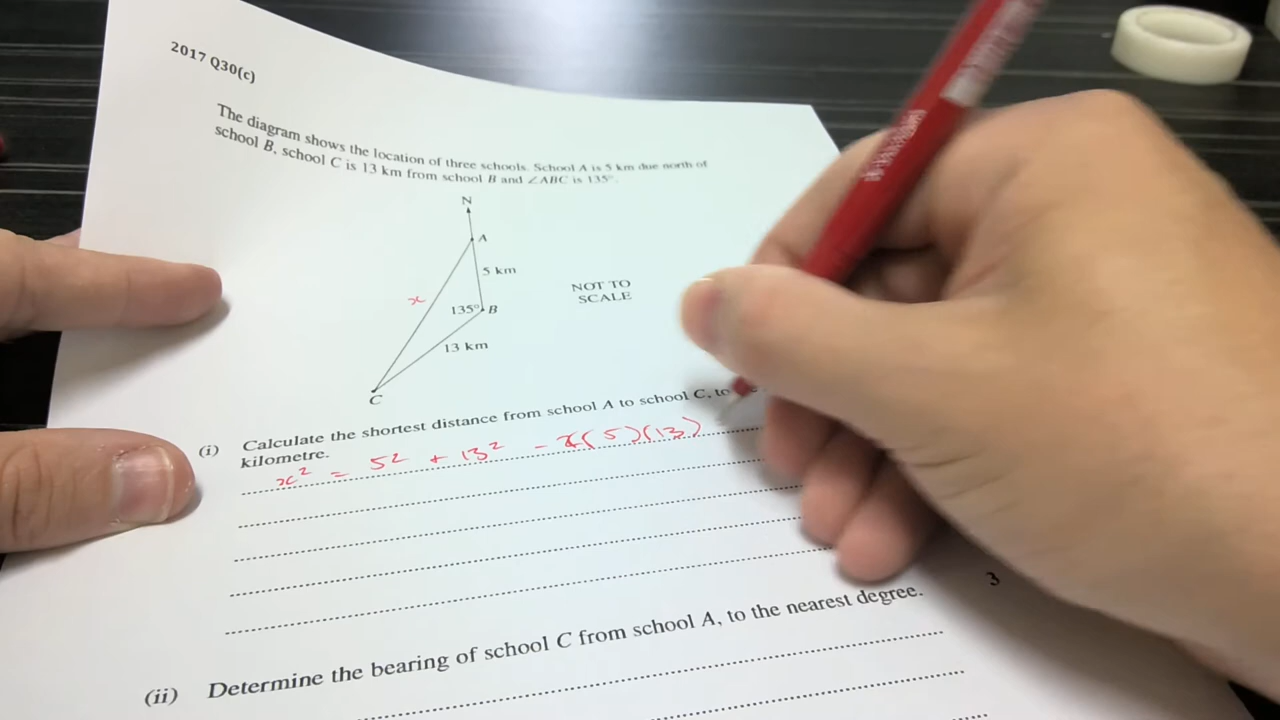 2017 Q30(c)
The diagram shows the location of three schools. School A is 5 km due north of
school B, school C is 13 km from school B and ∠ABC is 135°.
N
A
5 km
x
135° B
13 km
C
NOT TO
SCALE
(i) Calculate the shortest distance from school A to school C, to
kilometre.
x² = 5² + 13² - 2(5)(13)
3
(ii) Determine the bearing of school C from school A, to the nearest degree.